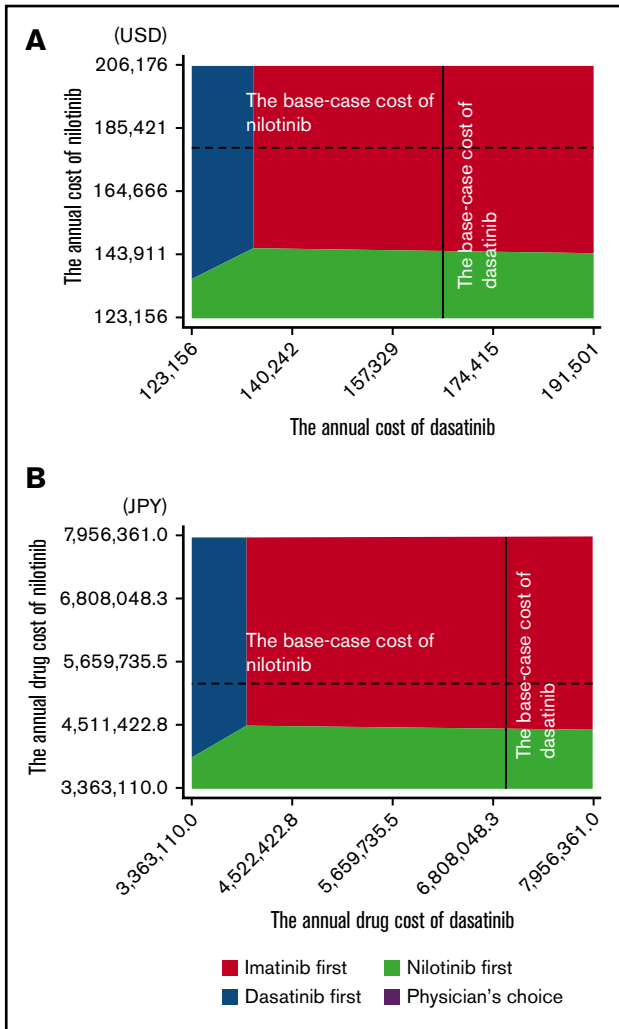 A
(USD)
206,176
185,421
164,666
143,911
123,156
The annual cost of nilotinib
The base-case cost of
nilotinib
The base-case cost of
dasatinib
123,156
140,242
157,329
174,415
191,501
The annual cost of dasatinib
B
(JPY)
7,956,361.0
6,808,048.3
5,659,735.5
4,511,422.8
3,363,110.0
The annual drug cost of nilotinib
The base-case cost of
nilotinib
The base-case cost of
dasatinib
3,363,110.0
4,522,422.8
5,659,735.5
6,808,048.3
7,956,361.0
The annual drug cost of dasatinib
Imatinib first
Nilotinib first
Dasatinib first
Physician's choice